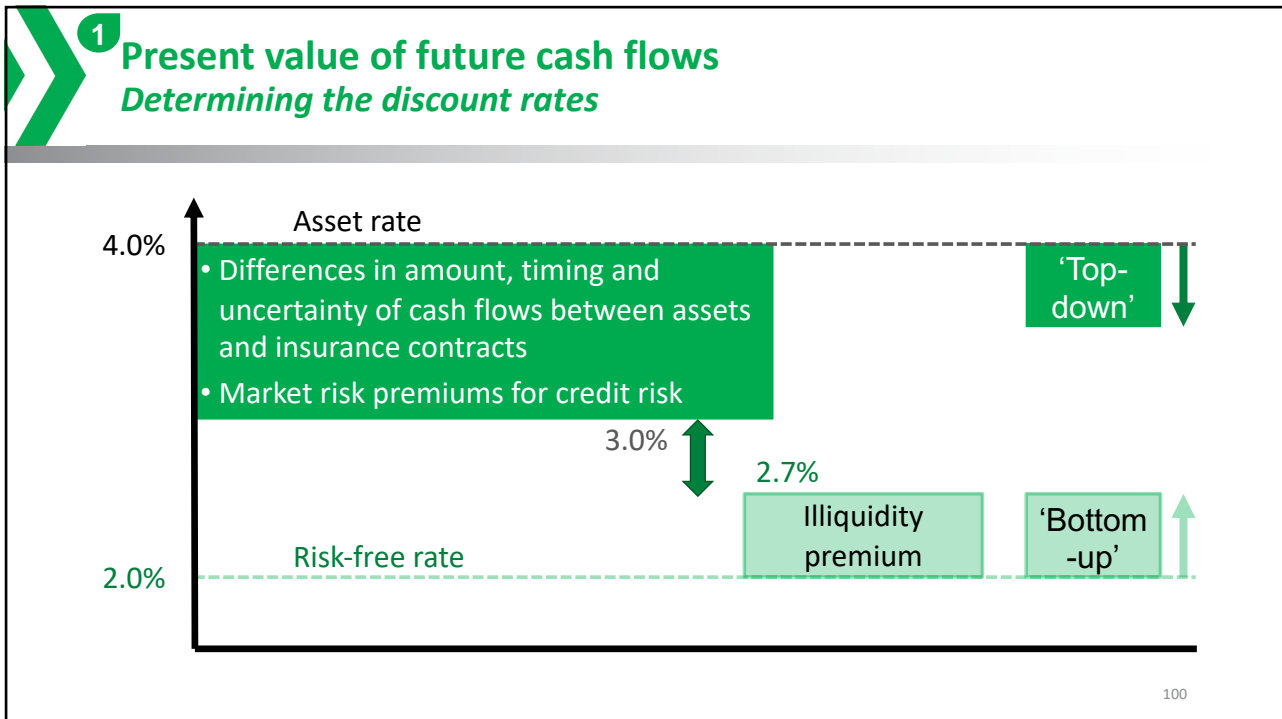 1
Present value of future cash flows
Determining the discount rates
Asset rate
4.0%
• Differences in amount, timing and
uncertainty of cash flows between assets
and insurance contracts
• Market risk premiums for credit risk
‘Top-
down’
3.0%
2.7%
Illiquidity
premium
‘Bottom
-up’
Risk-free rate
2.0%
100